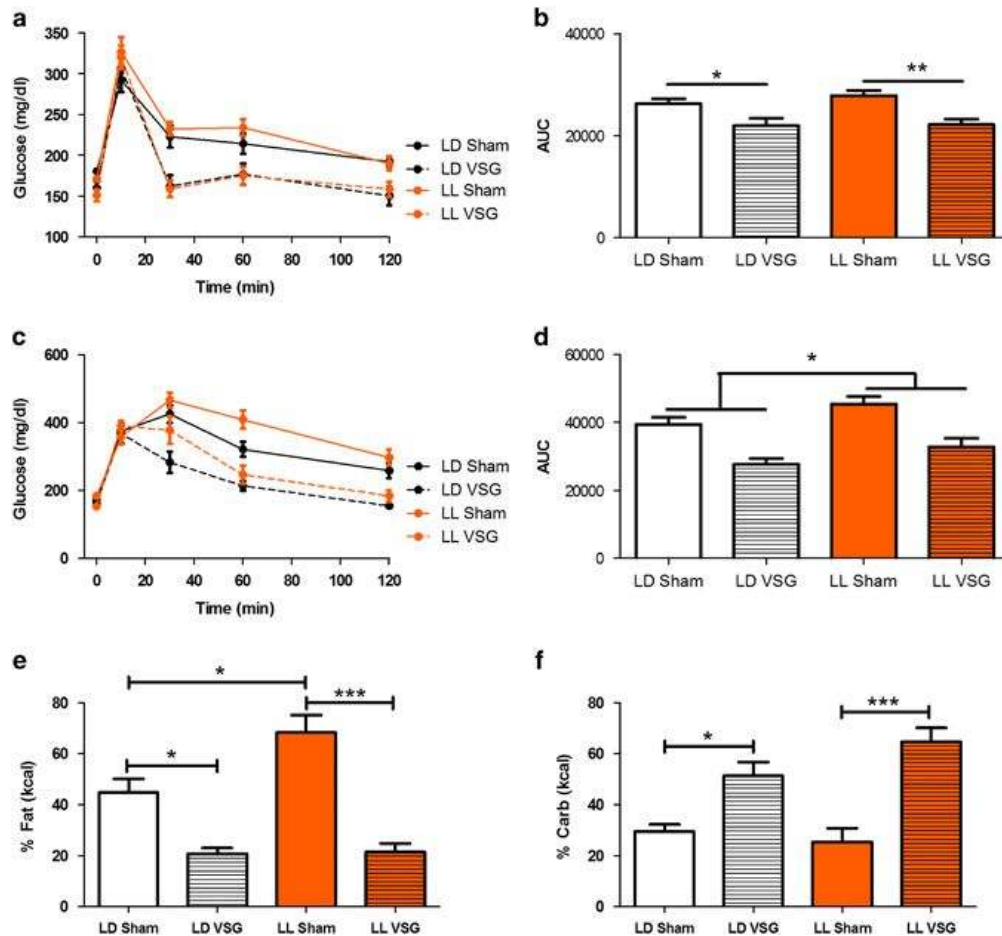 a
Glucose (mg/dl)
350
300
250
200
150
100
0 20 40 60 80 100 120
Time (min)
LD Sham
LD VSG
LL Sham
LL VSG
b
AUC
40000
20000
0
* **
LD Sham LD VSG LL Sham LL VSG
c
Glucose (mg/dl)
600
400
200
0
0 20 40 60 80 100 120
Time (min)
LD Sham
LD VSG
LL Sham
LL VSG
d
AUC
60000
40000
20000
0
*
LD Sham LD VSG LL Sham LL VSG
e
% Fat (kcal)
80
60
40
20
0
*
***
*
LD Sham LD VSG LL Sham LL VSG
f
% Carb (kcal)
80
60
40
20
0
***
*
LD Sham LD VSG LL Sham LL VSG